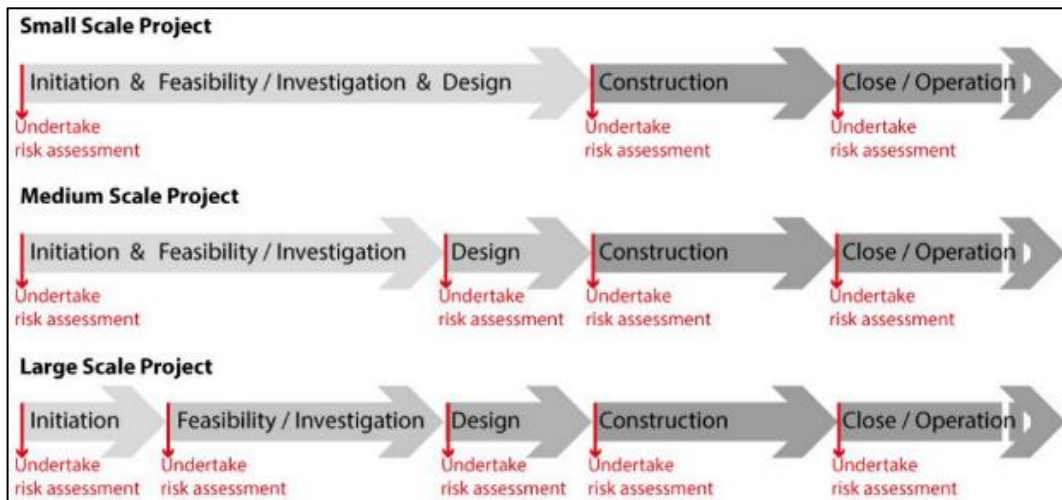 Small Scale Project
Initiation & Feasibility / Investigation & Design Construction Close / Operation
Undertake Undertake Undertake
risk assessment risk assessment risk assessment
Medium Scale Project
Initiation & Feasibility / Investigation Design Construction Close / Operation
Undertake Undertake Undertake Undertake
risk assessment risk assessment risk assessment risk assessment
Large Scale Project
Initiation Feasibility / Investigation Design Construction Close / Operation
Undertake Undertake Undertake Undertake Undertake
risk assessment risk assessment risk assessment risk assessment risk assessment